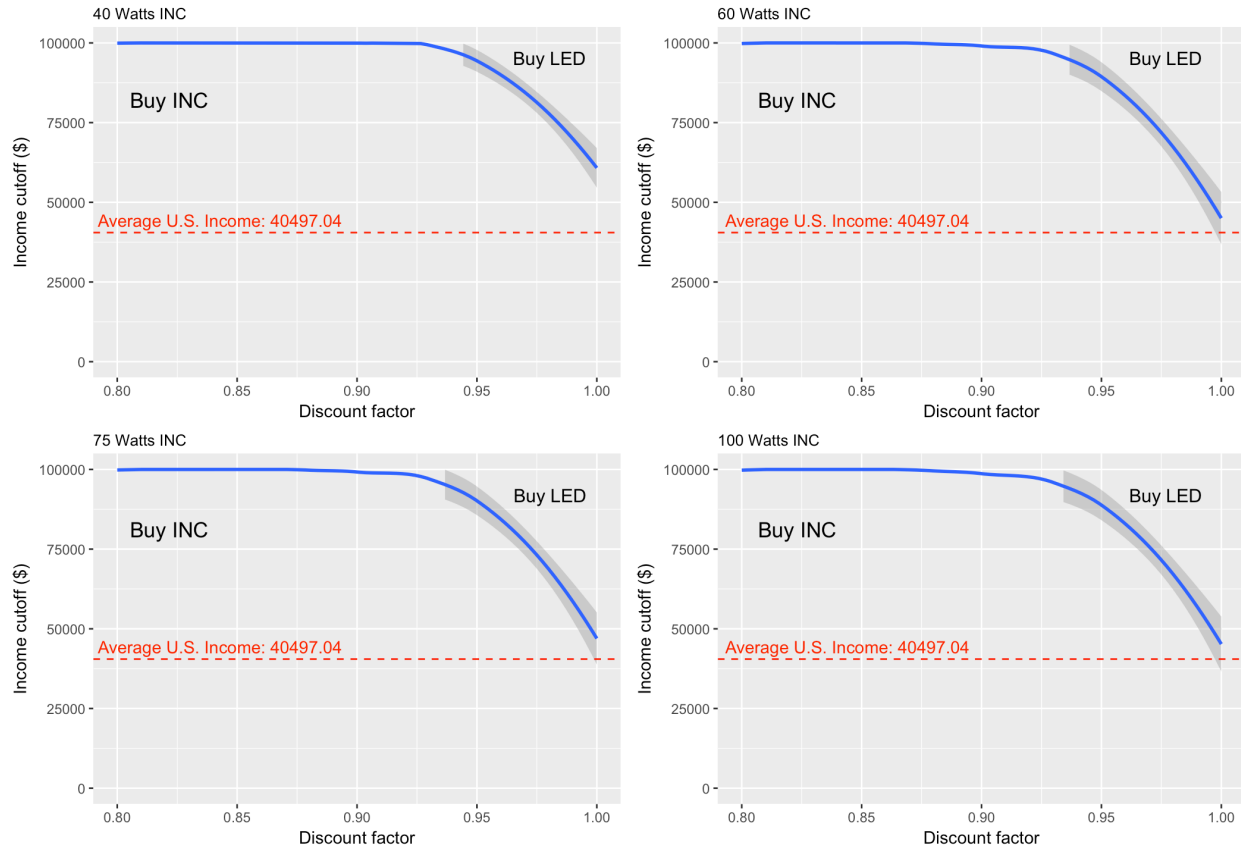 40 Watts INC
100000
75000
50000
25000
0
Income cutoff ($)
Buy INC
Buy LED
Average U.S. Income: 40497.04
0.80 0.85 0.90 0.95 1.00
Discount factor
60 Watts INC
100000
75000
50000
25000
0
Income cutoff ($)
Buy INC
Buy LED
Average U.S. Income: 40497.04
0.80 0.85 0.90 0.95 1.00
Discount factor
75 Watts INC
100000
75000
50000
25000
0
Income cutoff ($)
Buy INC
Buy LED
Average U.S. Income: 40497.04
0.80 0.85 0.90 0.95 1.00
Discount factor
100 Watts INC
100000
75000
50000
25000
0
Income cutoff ($)
Buy INC
Buy LED
Average U.S. Income: 40497.04
0.80 0.85 0.90 0.95 1.00
Discount factor